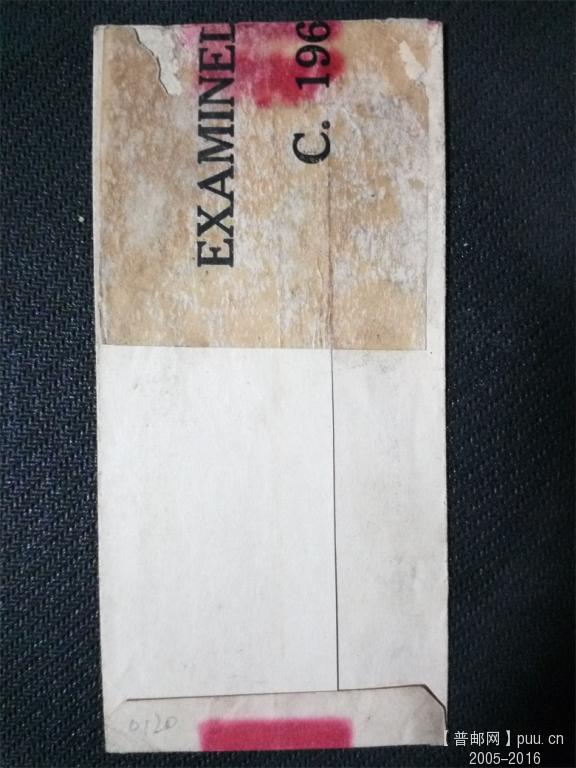 EXAMINED
C. 196
0120
【普邮网】puu.cn
2005-2016